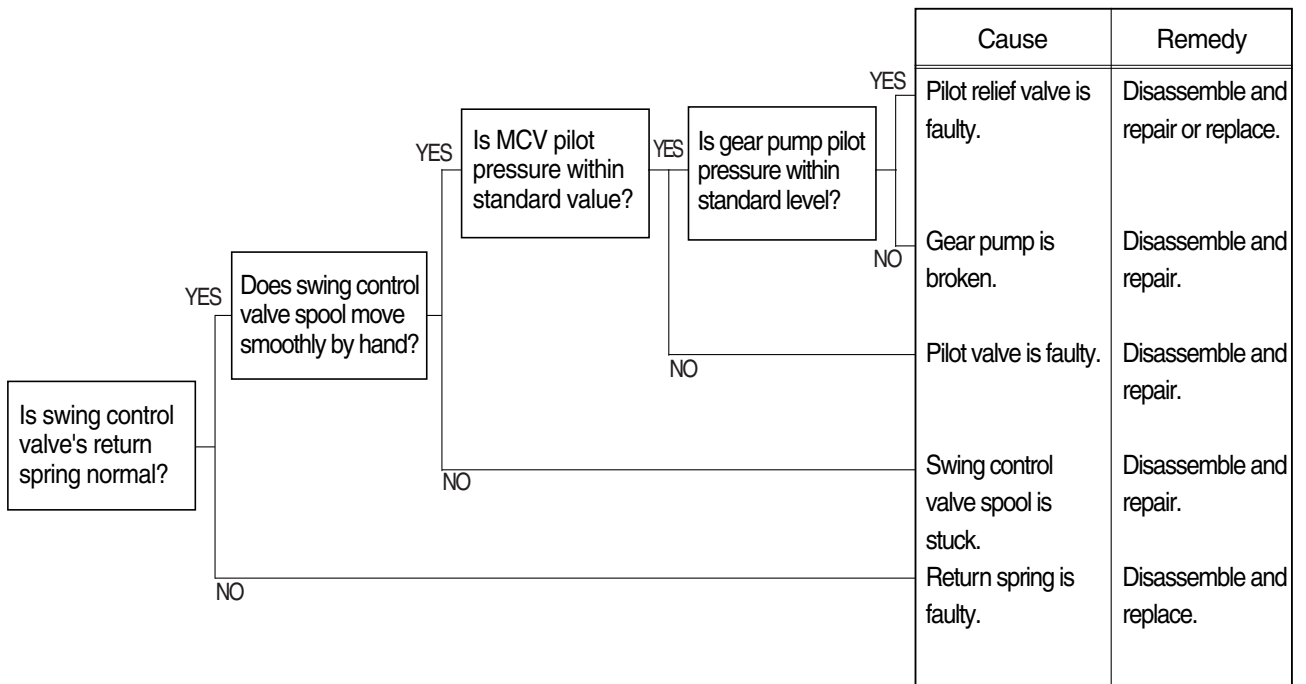 Cause
Remedy
YES
Pilot relief valve is
faulty.
Disassemble and
repair or replace.
YES
Is MCV pilot
pressure within
standard value?
YES
Is gear pump pilot
pressure within
standard level?
NO
Gear pump is
broken.
Disassemble and
repair.
YES
Does swing control
valve spool move
smoothly by hand?
NO
Pilot valve is faulty.
Disassemble and
repair.
Is swing control
valve's return
spring normal?
NO
Swing control
valve spool is
stuck.
Disassemble and
repair.
NO
Return spring is
faulty.
Disassemble and
replace.